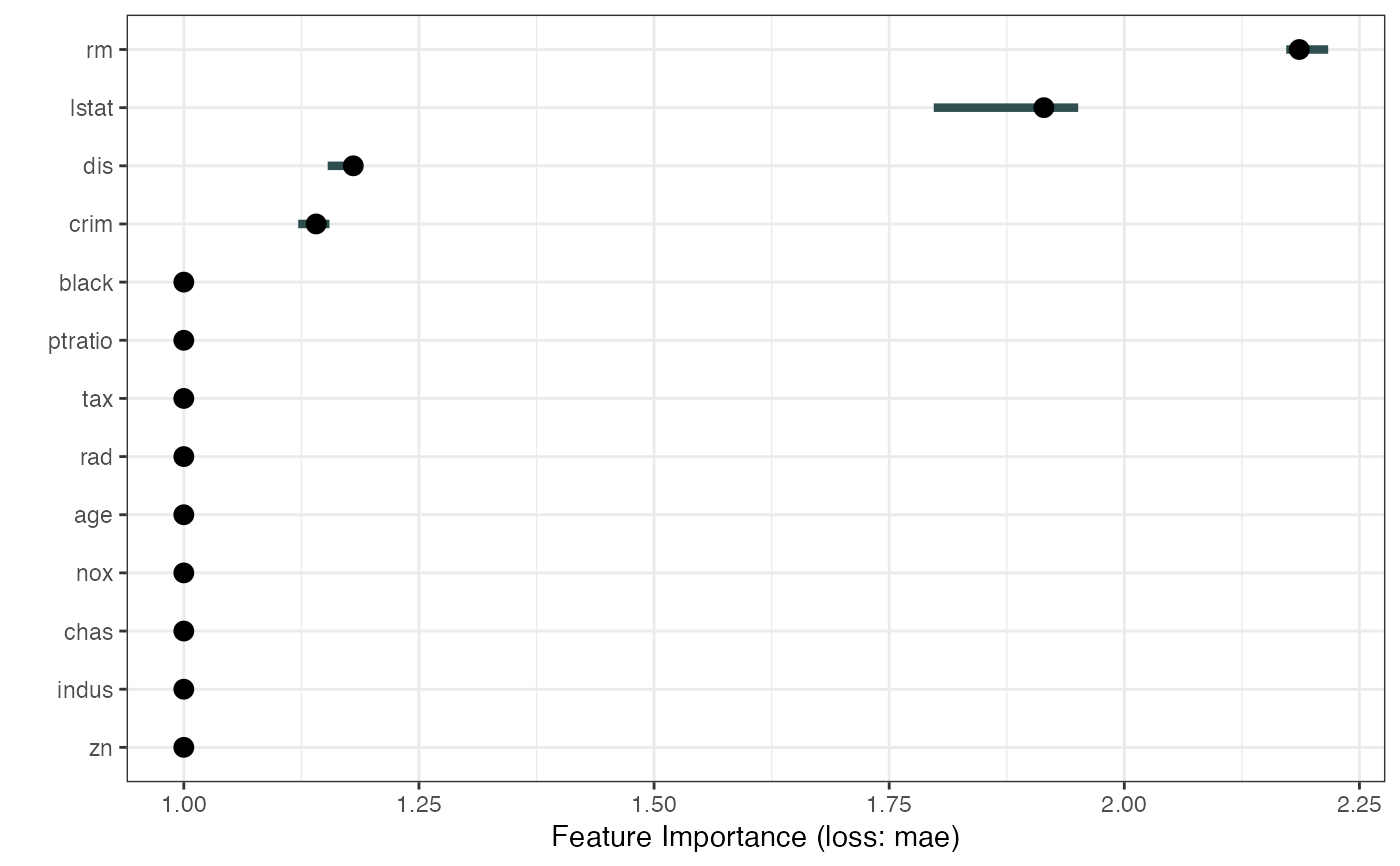 rm
lstat
dis
crim
black
ptratio
tax
rad
age
nox
chas
indus
zn
1.00 1.25 1.50 1.75 2.00 2.25
Feature Importance (loss: mae)